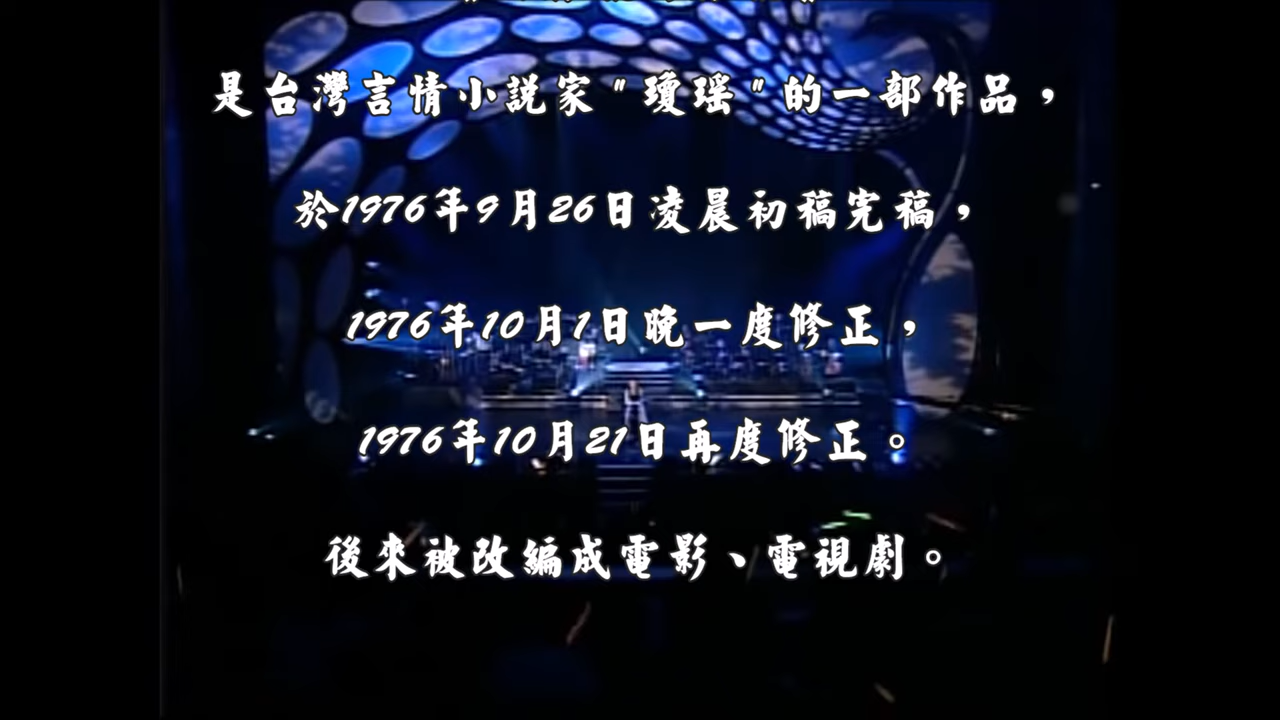 是台灣言情小説家"瓊瑤"的一部作品，
於1976年9月26日凌晨初稿完稿，
1976年10月1日晚一度修正，
1976年10月21日再度修正。
後來被改編成電影、電視劇。